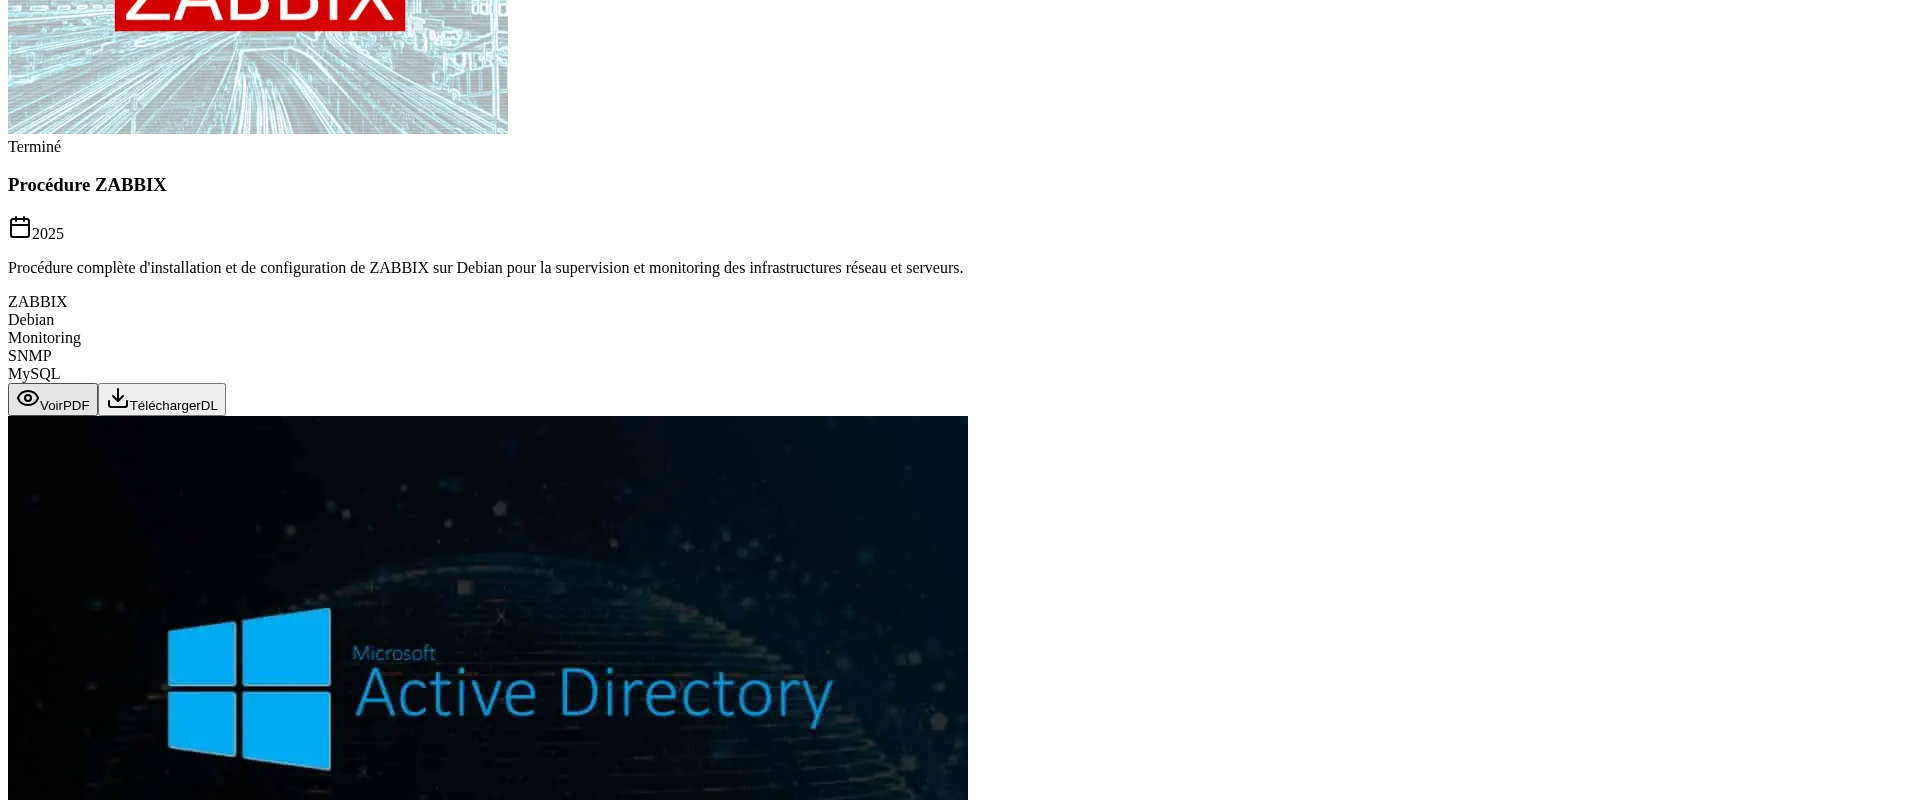 ZABBIX
Terminé
Procédure ZABBIX
2025
Procédure complète d'installation et de configuration de ZABBIX sur Debian pour la supervision et monitoring des infrastructures réseau et serveurs.
ZABBIX
Debian
Monitoring
SNMP
MySQL
VoirPDF TéléchargerDL
Microsoft
Active Directory